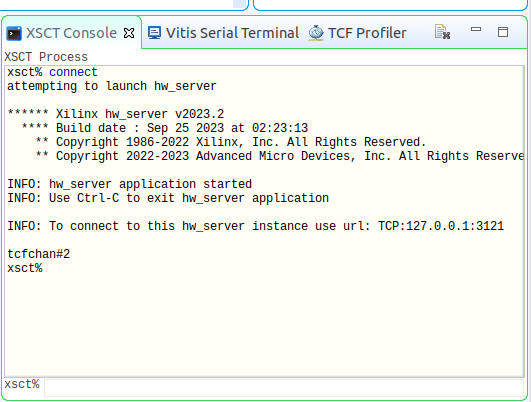 XSCT Console Vitis Serial Terminal TCF Profiler
XSCT Process
xsct% connect
attempting to launch hw_server
****** Xilinx hw_server v2023.2
**** Build date : Sep 25 2023 at 02:23:13
** Copyright 1986-2022 Xilinx, Inc. All Rights Reserved.
** Copyright 2022-2023 Advanced Micro Devices, Inc. All Rights Reserve
INFO: hw_server application started
INFO: Use Ctrl-C to exit hw_server application
INFO: To connect to this hw_server instance use url: TCP:127.0.0.1:3121
tcfchan#2
xsct%
xsct%